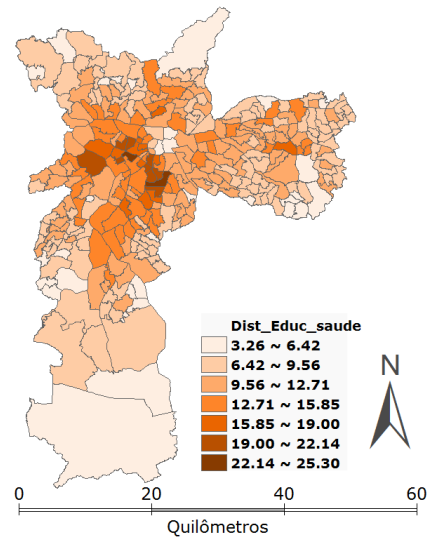 Dist_Educ_saude
3.26 ~ 6.42
6.42 ~ 9.56
9.56 ~ 12.71
12.71 ~ 15.85
15.85 ~ 19.00
19.00 ~ 22.14
22.14 ~ 25.30
N
0 20 40 60
Quilômetros